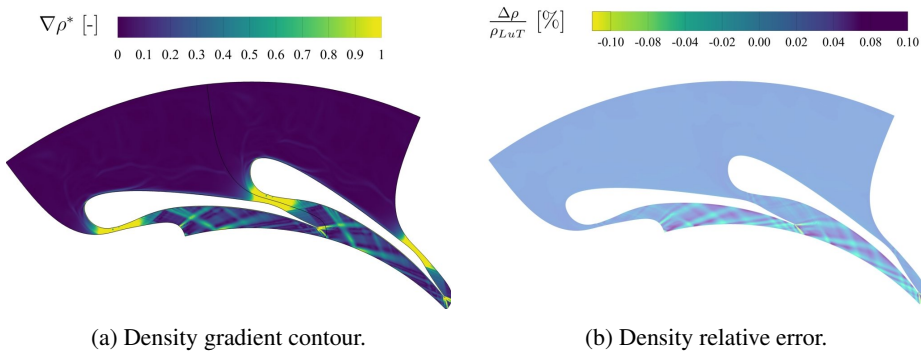 ∇ρ* [-]
0 0.1 0.2 0.3 0.4 0.5 0.6 0.7 0.8 0.9 1
Δρ/ρ_LuT [%]
-0.10 -0.08 -0.04 -0.02 0.00 0.02 0.04 0.08 0.10
(a) Density gradient contour.
(b) Density relative error.